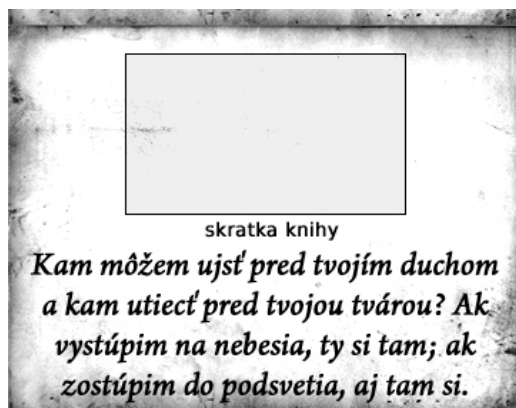 skratka knihy
Kam môžem ujsť pred tvojím duchom
a kam utiecť pred tvojou tvárou? Ak
vystúpim na nebesia, ty si tam; ak
zostúpim do podsvetia, aj tam si.